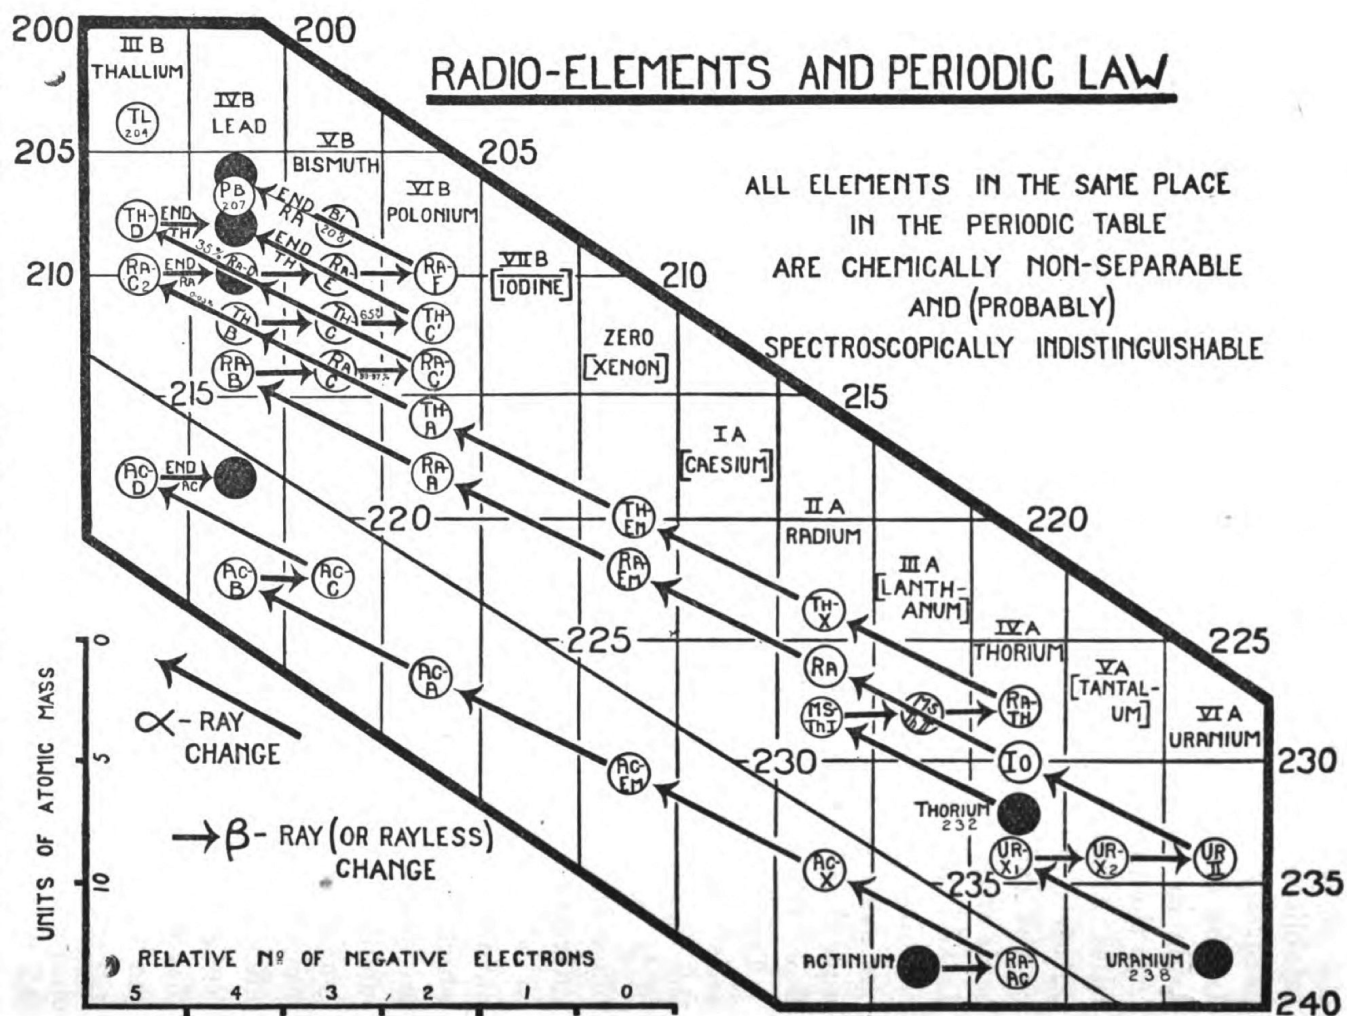 RADIO-ELEMENTS AND PERIODIC LAW
ALL ELEMENTS IN THE SAME PLACE
IN THE PERIODIC TABLE
ARE CHEMICALLY NON-SEPARABLE
AND (PROBABLY)
SPECTROSCOPICALLY INDISTINGUISHABLE
200
200
III B
THALLIUM
IV B
LEAD
V B
BISMUTH
VI B
POLONIUM
VII B
[IODINE]
ZERO
[XENON]
I A
[CAESIUM]
II A
RADIUM
III A
[LANTH-
ANUM]
IV A
THORIUM
V A
[TANTAL-
UM]
VI A
URANIUM
TL
204
205
205
PB
207
END
RA
Bi
208
TH-
D
END
TH
35%
END
TH
210
210
RA-
C2
END
RA
RA-D
RA-
E
RA-
F
TH
B
TH-
C
65%
TH-
C'
RA-
B
RA
C
RA-
C'
215
215
TH-
A
RA-
A
AC-
D
END
AC
220
220
TH-
EM
RA-
EM
AC-
B
AC-
C
TH-
X
225
225
RA
AC-
A
MS-
Th I
MS
RA-
TH
230
230
IO
AC-
EM
THORIUM
232
UR-
X1
UR-
X2
UR
II
235
235
AC-
X
ACTINIUM
RA-
AC
URANIUM
238
240
α- RAY
CHANGE
β- RAY (OR RAYLESS)
CHANGE
UNITS OF ATOMIC MASS
0
5
10
RELATIVE Nº OF NEGATIVE ELECTRONS
5 4 3 2 1 0